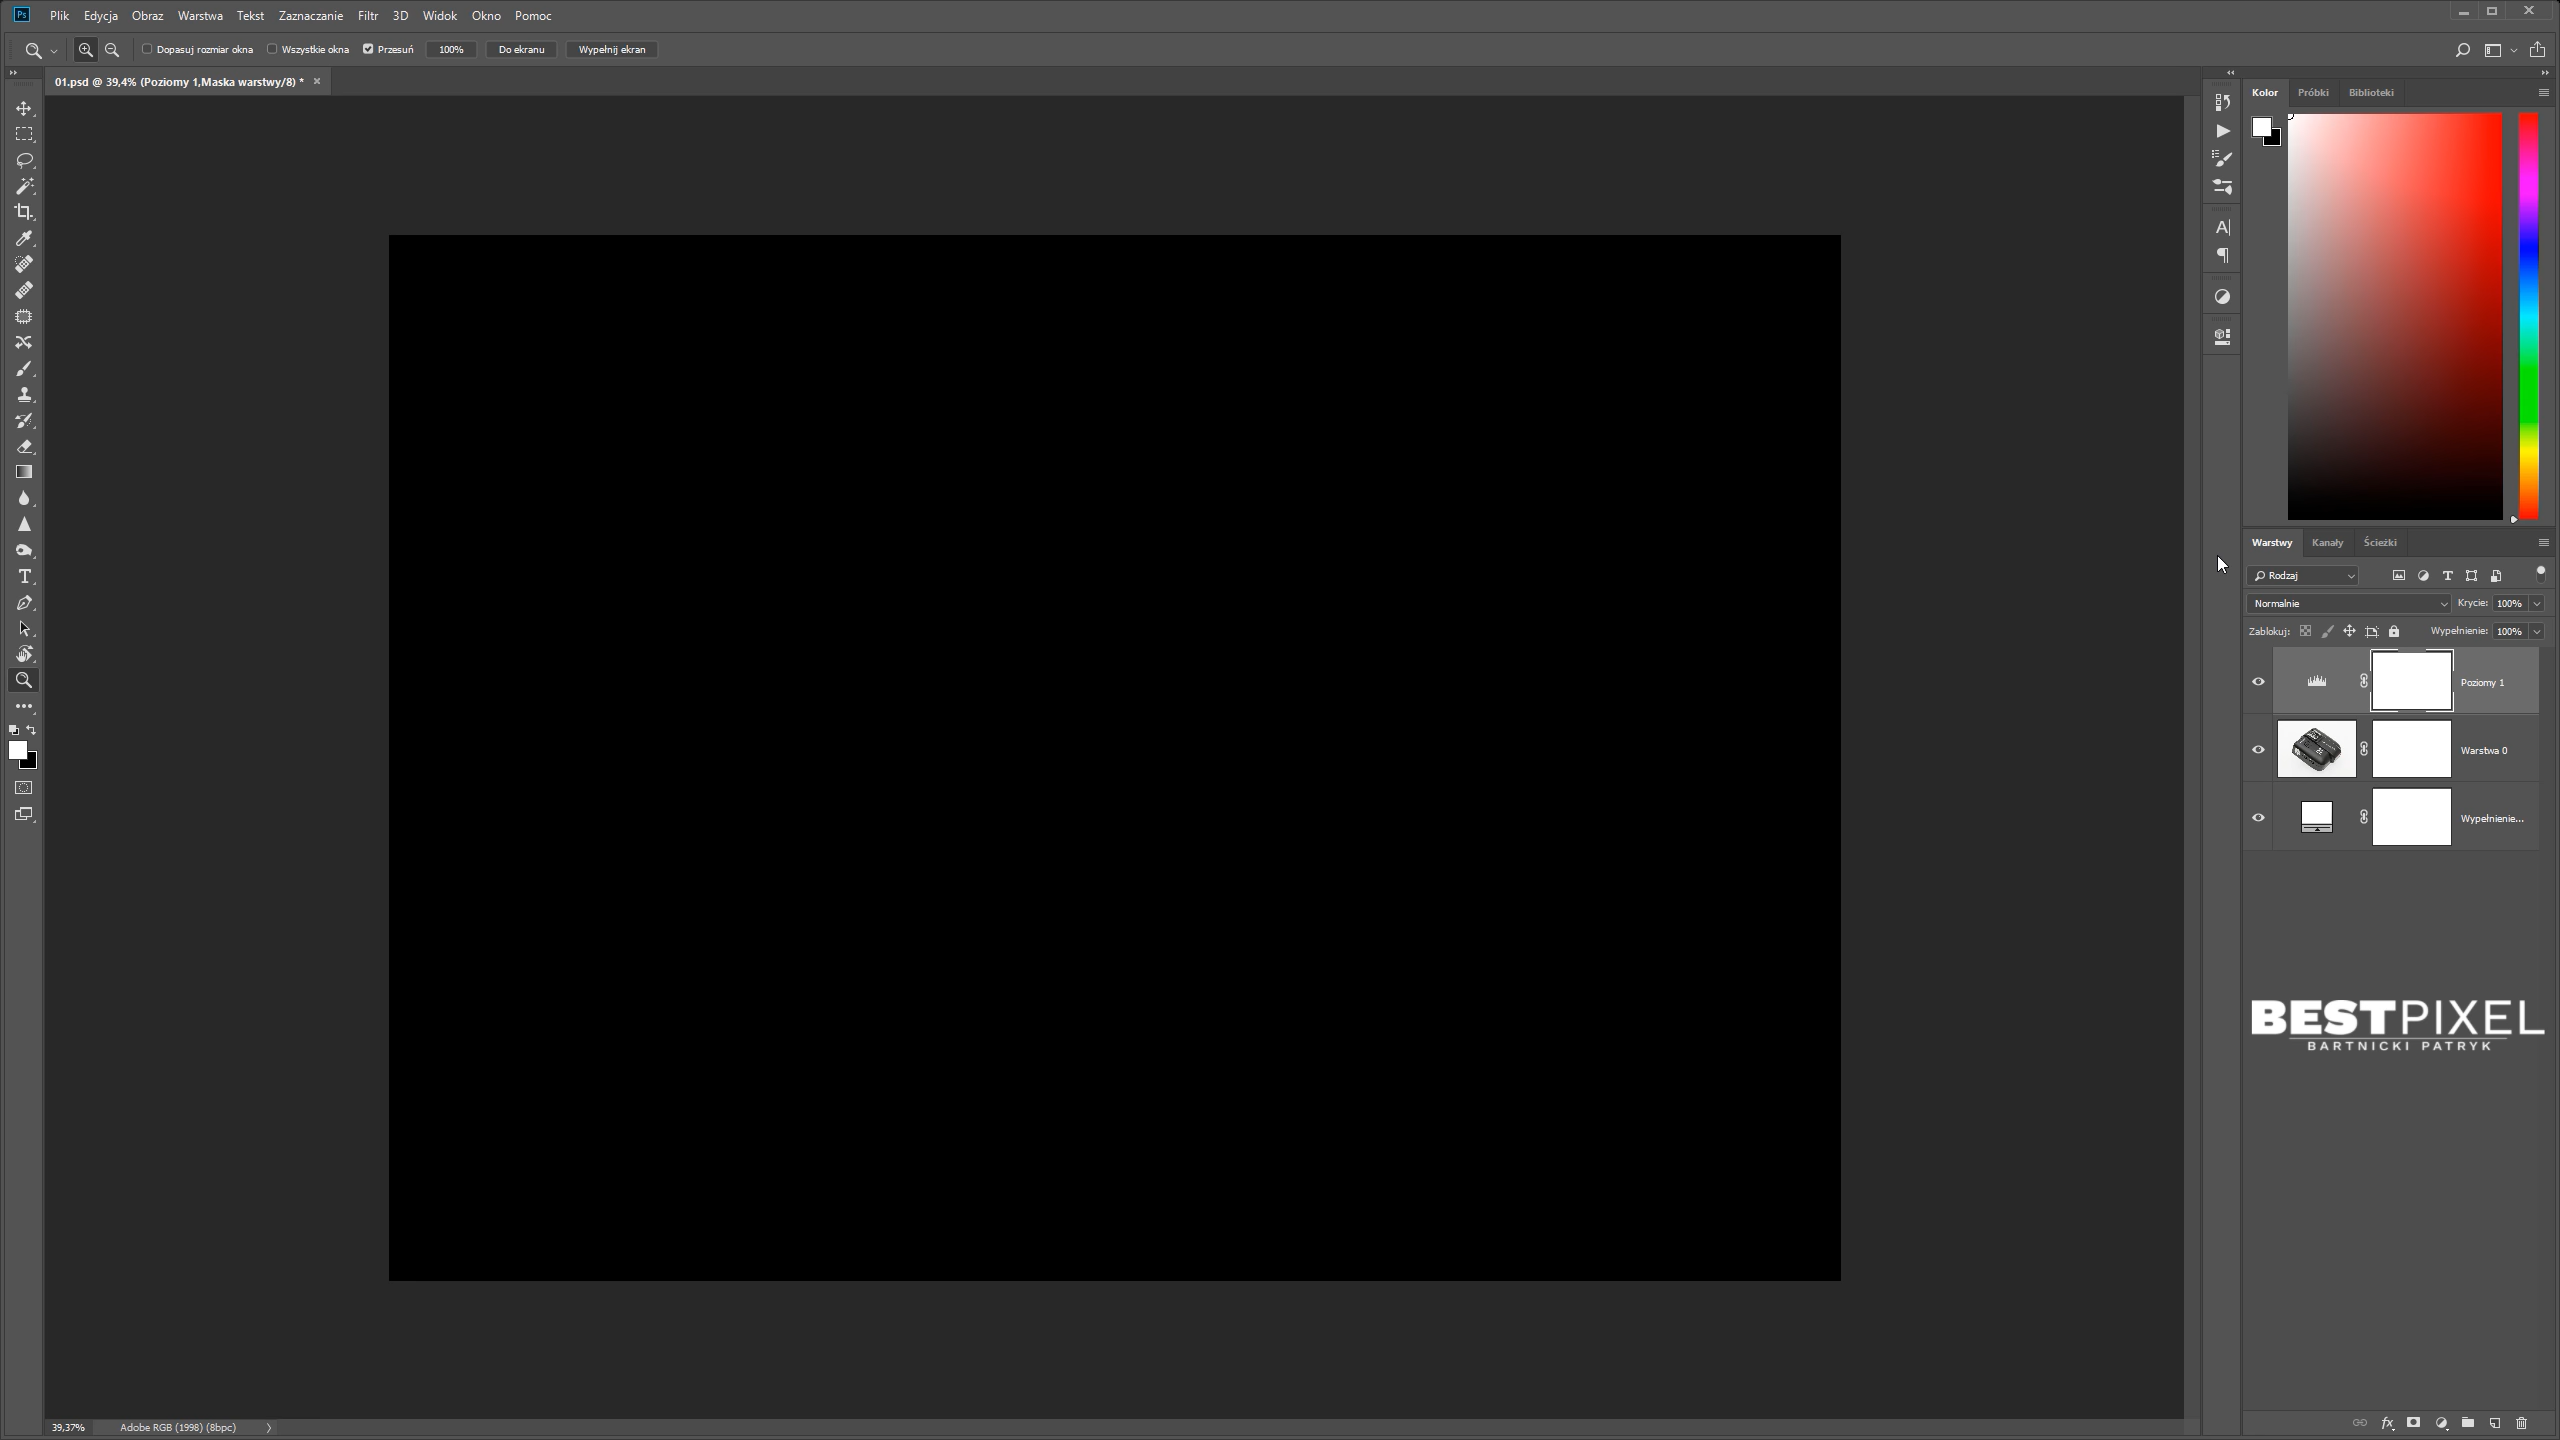 Ps Plik Edycja Obraz Warstwa Tekst Zaznaczanie Filtr 3D Widok Okno Pomoc
Dopasuj rozmiar okna Wszystkie okna Przesuń 100% Do ekranu Wypełnij ekran
01.psd @ 39,4% (Poziomy 1,Maska warstwy/8) *
Kolor Próbki Biblioteki
Warstwy Kanały Ścieżki
Rodzaj
Normalnie Krycie: 100%
Zablokuj: Wypełnienie: 100%
Poziomy 1
Warstwa 0
Wypełnienie...
BESTPIXEL
BARTNICKI PATRYK
39,37% Adobe RGB (1998) (8bpc)